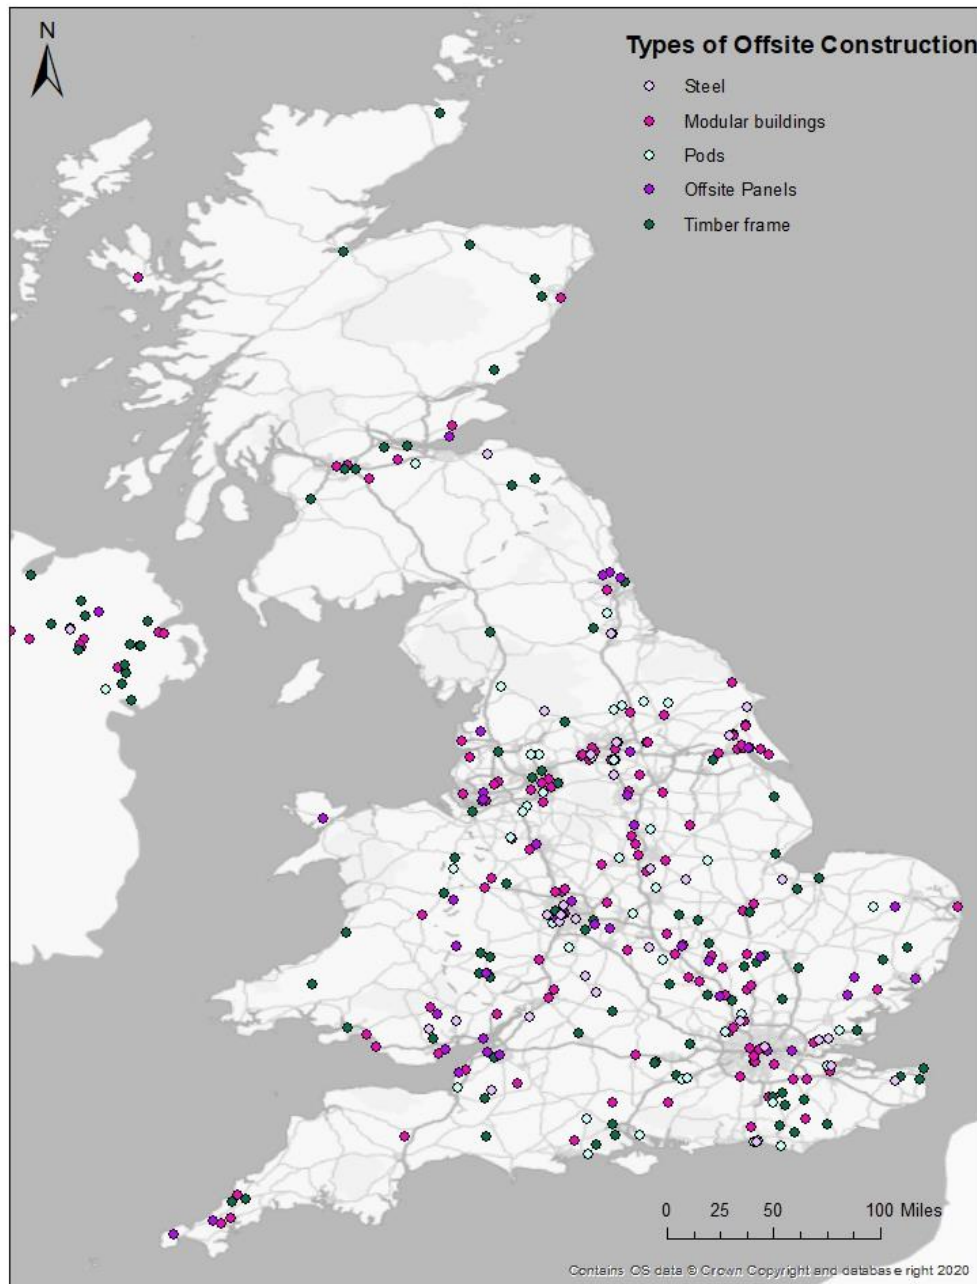 N
Types of Offsite Construction
Steel
Modular buildings
Pods
Offsite Panels
Timber frame
0 25 50 100 Miles
Contains OS data © Crown Copyright and database right 2020